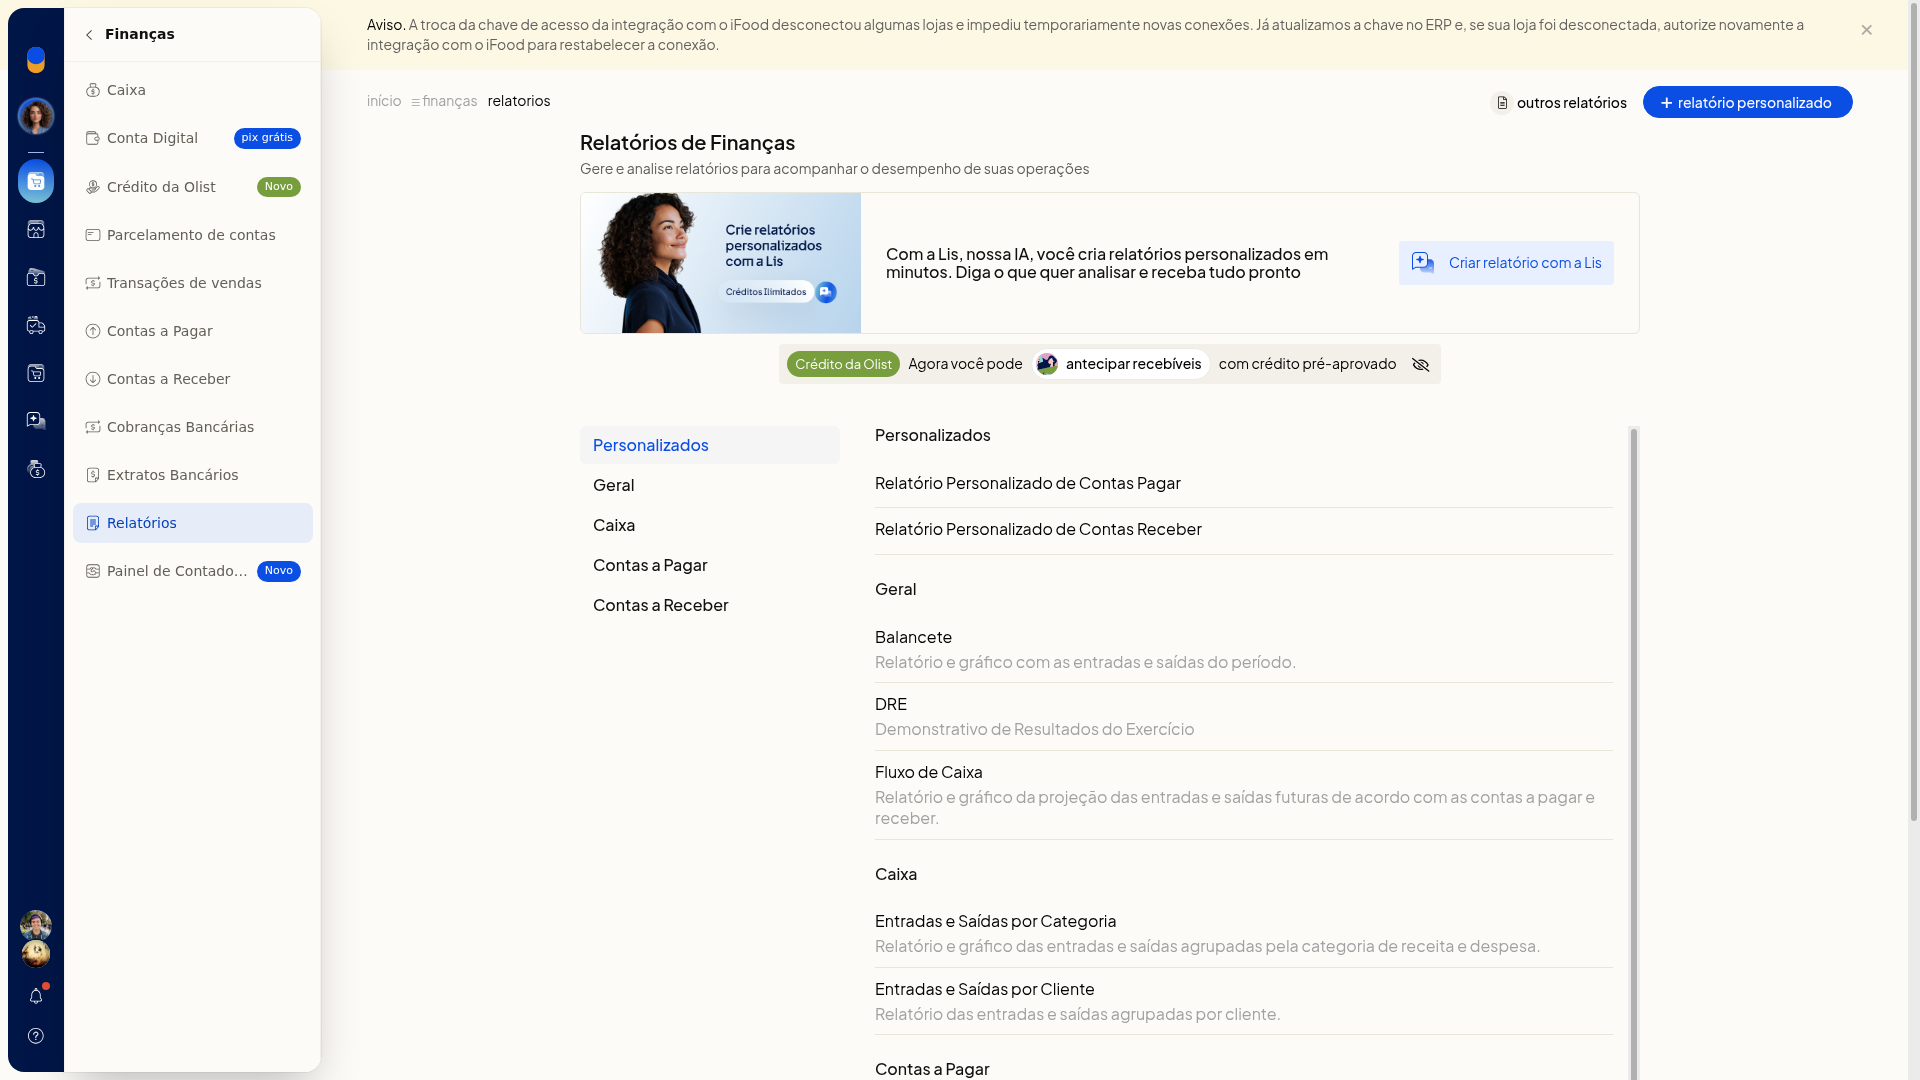 Finanças
Caixa
Conta Digital pix grátis
Crédito da Olist Novo
Parcelamento de contas
Transações de vendas
Contas a Pagar
Contas a Receber
Cobranças Bancárias
Extratos Bancários
Relatórios
Painel de Contado... Novo
Aviso. A troca da chave de acesso da integração com o iFood desconectou algumas lojas e impediu temporariamente novas conexões. Já atualizamos a chave no ERP e, se sua loja foi desconectada, autorize novamente a
integração com o iFood para restabelecer a conexão.
início finanças relatorios
outros relatórios
+ relatório personalizado
Relatórios de Finanças
Gere e analise relatórios para acompanhar o desempenho de suas operações
Crie relatórios
personalizados
com a Lis
Créditos Ilimitados
Com a Lis, nossa IA, você cria relatórios personalizados em
minutos. Diga o que quer analisar e receba tudo pronto
Criar relatório com a Lis
Crédito da Olist Agora você pode antecipar recebíveis com crédito pré-aprovado
Personalizados
Geral
Caixa
Contas a Pagar
Contas a Receber
Personalizados
Relatório Personalizado de Contas Pagar
Relatório Personalizado de Contas Receber
Geral
Balancete
Relatório e gráfico com as entradas e saídas do período.
DRE
Demonstrativo de Resultados do Exercício
Fluxo de Caixa
Relatório e gráfico da projeção das entradas e saídas futuras de acordo com as contas a pagar e
receber.
Caixa
Entradas e Saídas por Categoria
Relatório e gráfico das entradas e saídas agrupadas pela categoria de receita e despesa.
Entradas e Saídas por Cliente
Relatório das entradas e saídas agrupadas por cliente.
Contas a Pagar